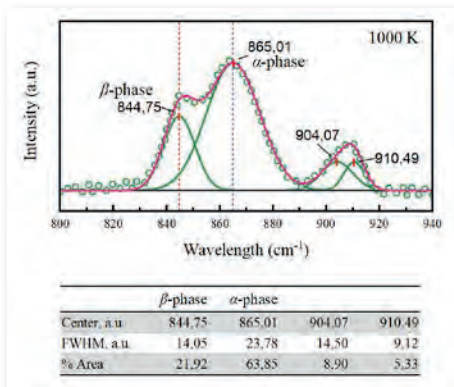 1000 K
865,01
α-phase
β-phase
844,75
904,07
910,49
Intensity (a.u.)
800 820 840 860 880 900 920 940
Wavelength (cm⁻¹)
β-phase α-phase
Center, a.u. 844,75 865,01 904,07 910,49
FWHM, a.u. 14,05 23,78 14,50 9,12
% Area 21,92 63,85 8,90 5,33